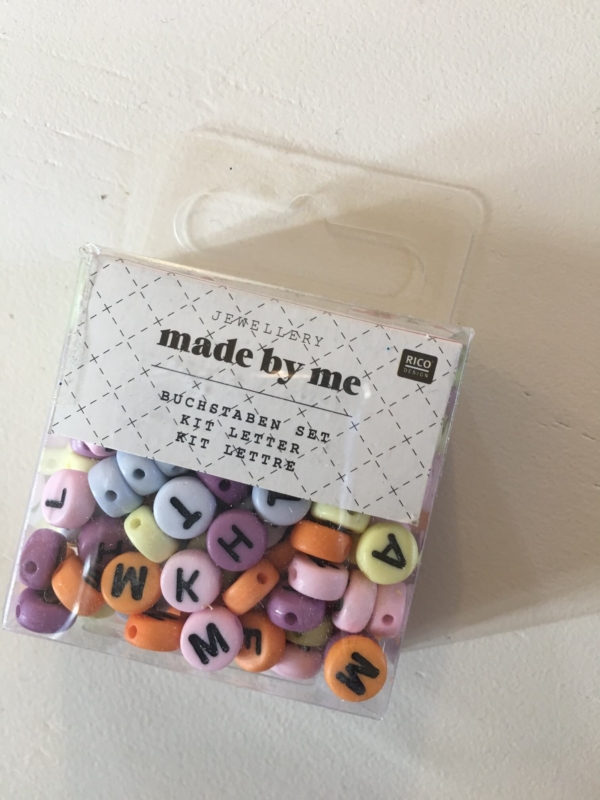 JEWELLERY
made by me
RICO
DESIGN
BUCHSTABEN SET
KIT LETTER
KIT LETTRE
L
T
H
A
M
K
W
E
M